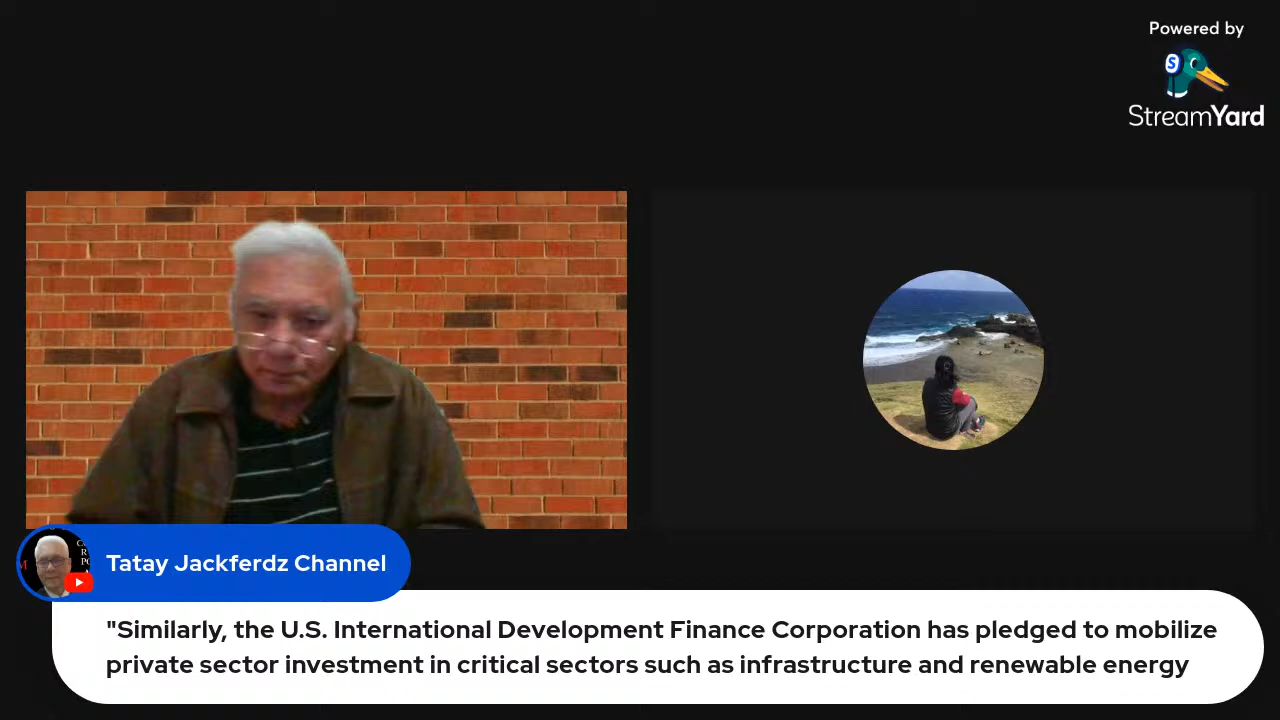 Powered by
StreamYard
Tatay Jackferdz Channel
"Similarly, the U.S. International Development Finance Corporation has pledged to mobilize
private sector investment in critical sectors such as infrastructure and renewable energy